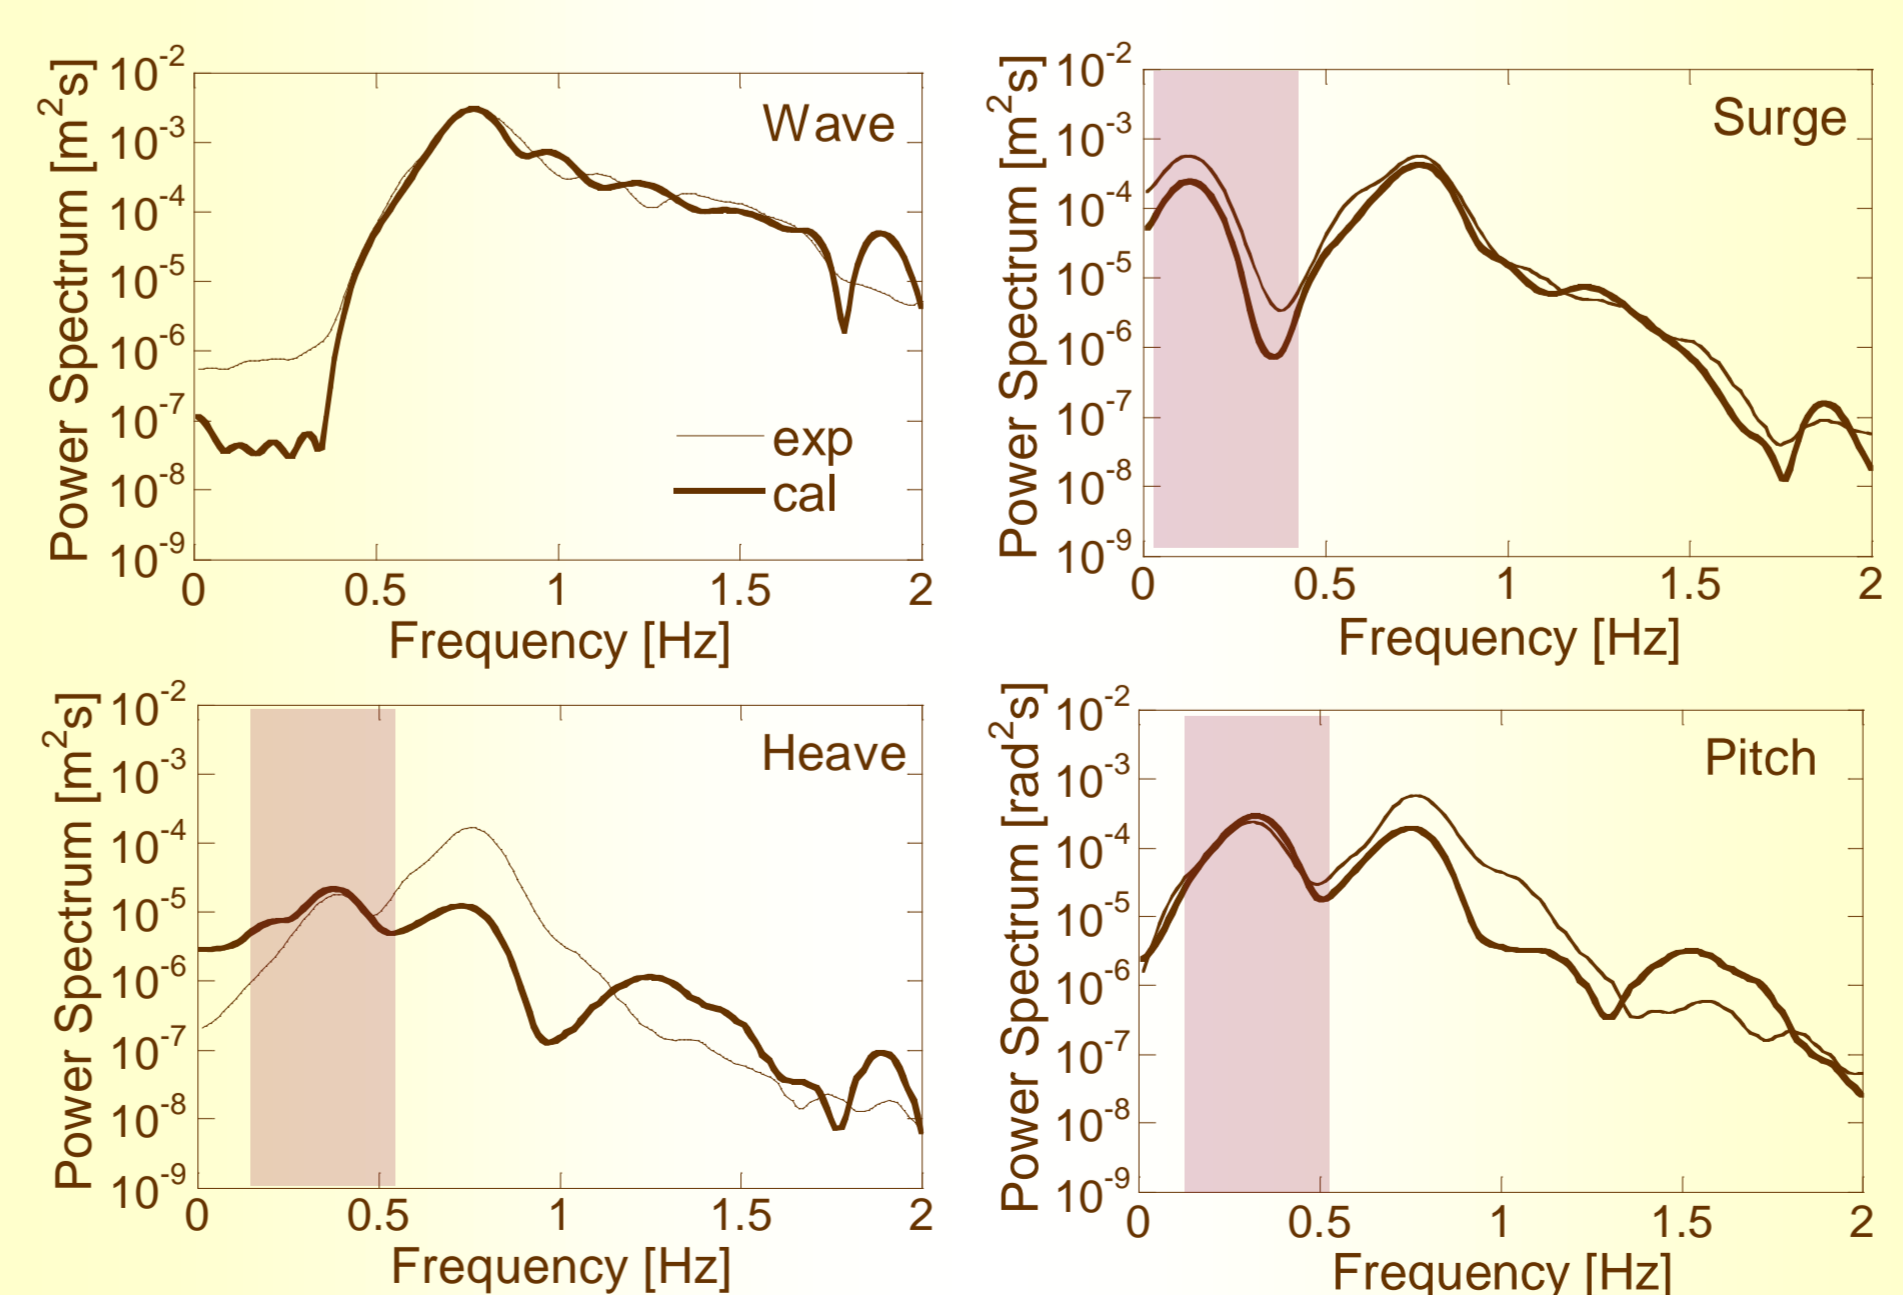 Power Spectrum [m²s]
10⁻²
10⁻³
10⁻⁴
10⁻⁵
10⁻⁶
10⁻⁷
10⁻⁸
10⁻⁹
Wave
exp
cal
0 0.5 1 1.5 2
Frequency [Hz]
Power Spectrum [m²s]
10⁻²
10⁻³
10⁻⁴
10⁻⁵
10⁻⁶
10⁻⁷
10⁻⁸
10⁻⁹
Surge
0 0.5 1 1.5 2
Frequency [Hz]
Power Spectrum [m²s]
10⁻²
10⁻³
10⁻⁴
10⁻⁵
10⁻⁶
10⁻⁷
10⁻⁸
10⁻⁹
Heave
0 0.5 1 1.5 2
Frequency [Hz]
Power Spectrum [rad²s]
10⁻²
10⁻³
10⁻⁴
10⁻⁵
10⁻⁶
10⁻⁷
10⁻⁸
10⁻⁹
Pitch
0 0.5 1 1.5 2
Frequency [Hz]